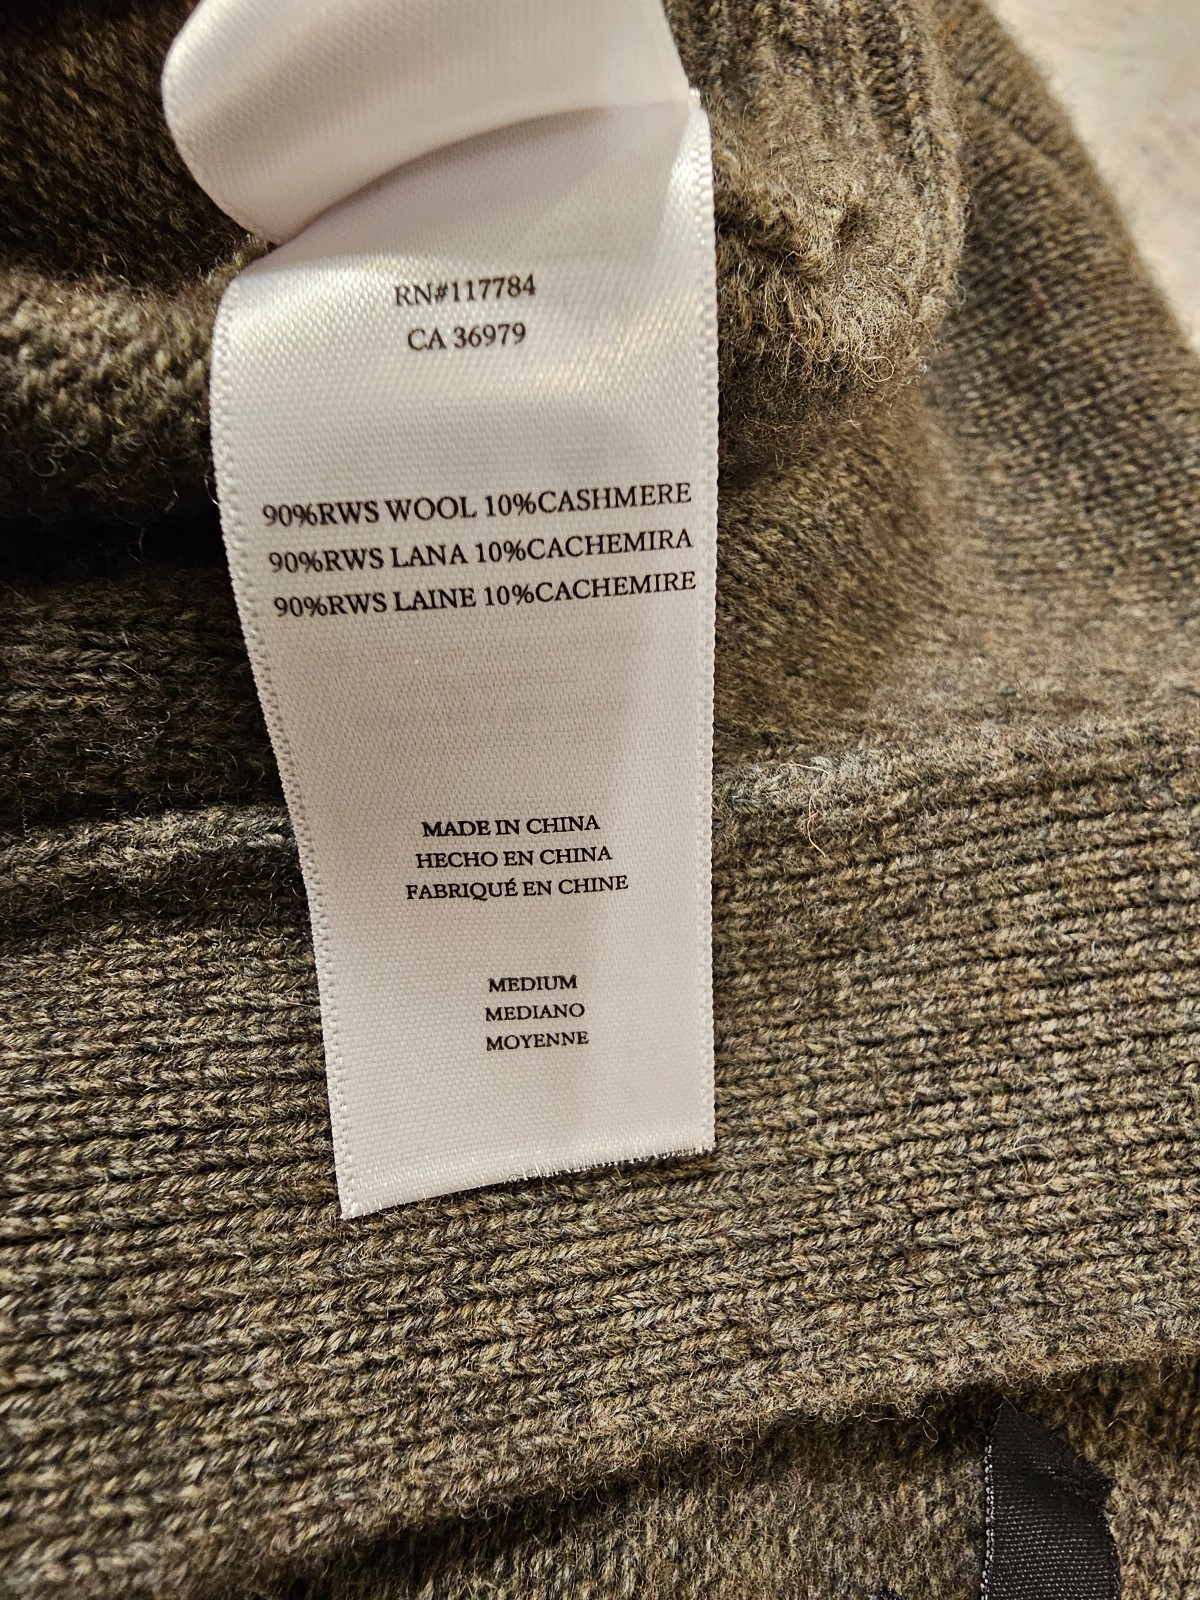 RN#117784
CA 36979
90%RWS WOOL 10%CASHMERE
90%RWS LANA 10%CACHEMIRA
90%RWS LAINE 10%CACHEMIRE
MADE IN CHINA
HECHO EN CHINA
FABRIQUÉ EN CHINE
MEDIUM
MEDIANO
MOYENNE